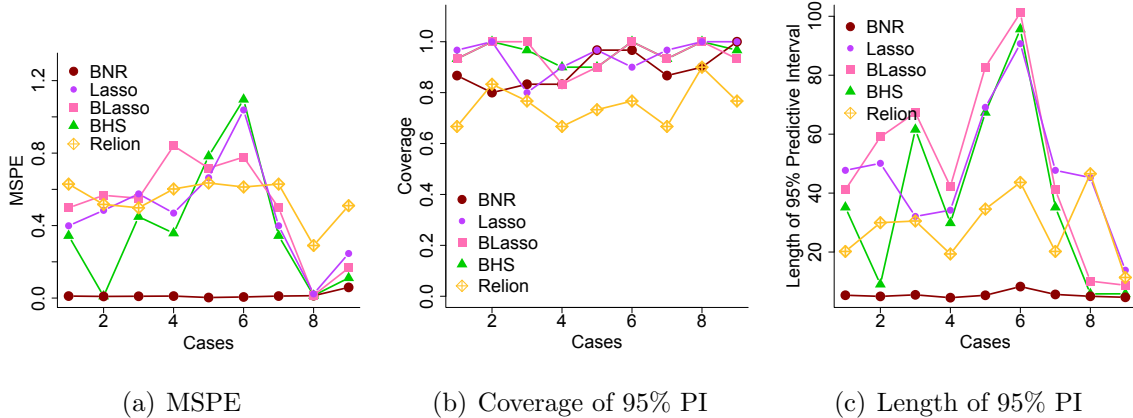 MSPE
0.0 0.4 0.8 1.2
BNR
Lasso
BLasso
BHS
Relion
2 4 6 8
Cases
Coverage
0.0 0.2 0.4 0.6 0.8 1.0
BNR
Lasso
BLasso
BHS
Relion
2 4 6 8
Cases
Length of 95% Predictive Interval
20 40 60 80 100
BNR
Lasso
BLasso
BHS
Relion
2 4 6 8
Cases
(a) MSPE
(b) Coverage of 95% PI
(c) Length of 95% PI